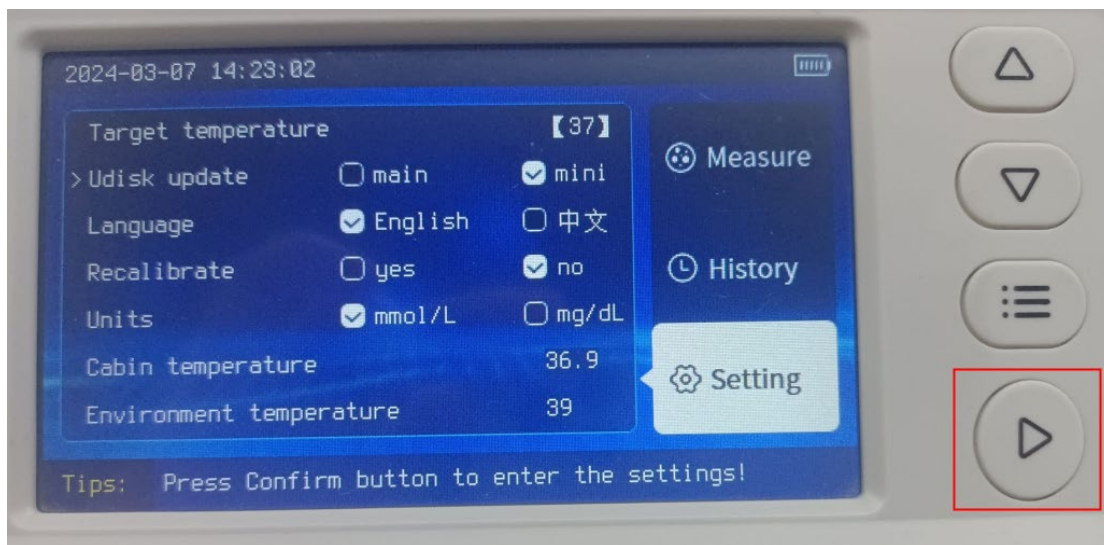 2024-03-07 14:23:02
Target temperature 【37】
>Udisk update main mini
Language English 中文
Recalibrate yes no
Units mmol/L mg/dL
Cabin temperature 36.9
Environment temperature 39
Measure
History
Setting
Tips: Press Confirm button to enter the settings!